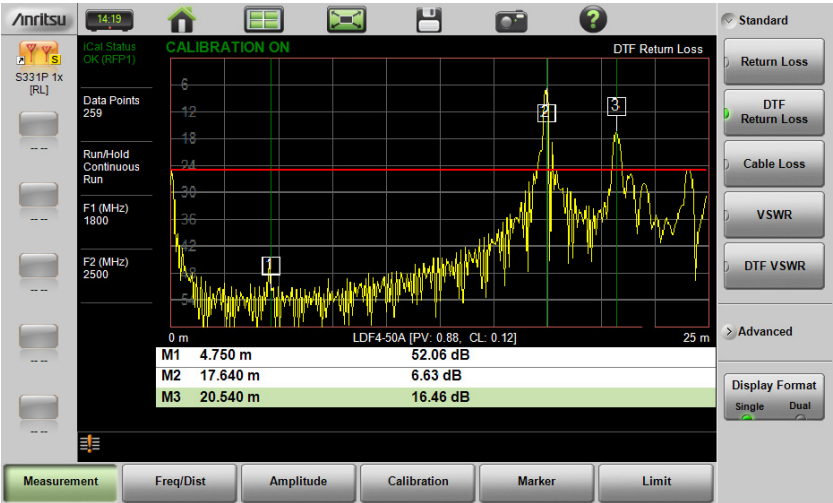 Anritsu
14:19
Standard
S331P 1x
[RL]
-- --
-- --
-- --
-- --
-- --
iCal Status
OK (RFP1)
Data Points
259
Run/Hold
Continuous
Run
F1 (MHz)
1800
F2 (MHz)
2500
CALIBRATION ON
DTF Return Loss
-6
-12
-18
-24
-30
-36
-42
-54
1
2
3
0 m
LDF4-50A [PV: 0.88, CL: 0.12]
25 m
M1 4.750 m 52.06 dB
M2 17.640 m 6.63 dB
M3 20.540 m 16.46 dB
Return Loss
DTF
Return Loss
Cable Loss
VSWR
DTF VSWR
Advanced
Display Format
Single Dual
Measurement
Freq/Dist
Amplitude
Calibration
Marker
Limit